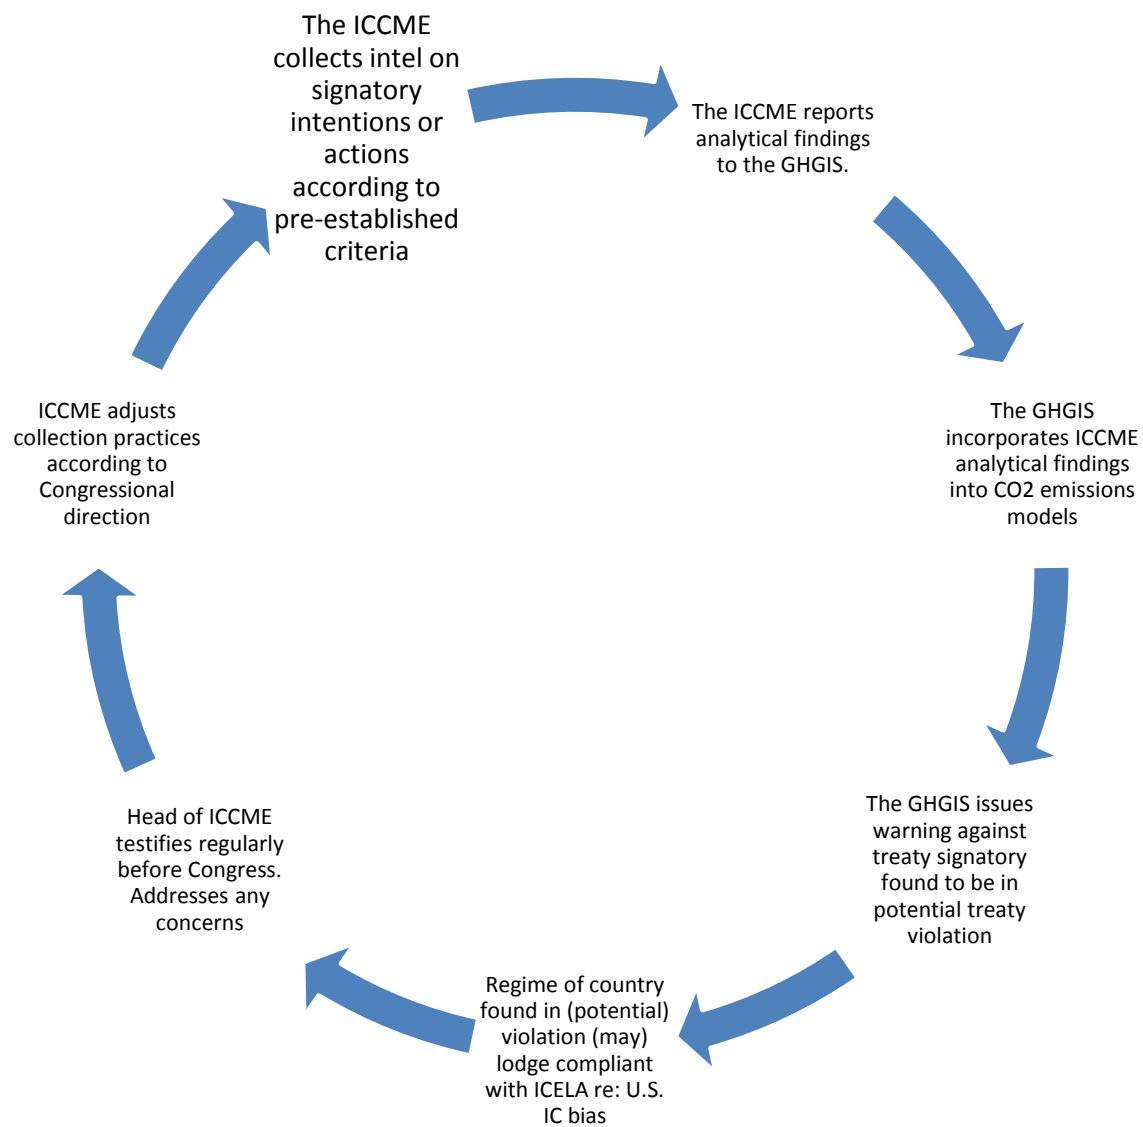 The ICCME
collects intel on
signatory
intentions or
actions
according to
pre-established
criteria
The ICCME reports
analytical findings
to the GHGIS.
The GHGIS
incorporates ICCME
analytical findings
into CO2 emissions
models
The GHGIS issues
warning against
treaty signatory
found to be in
potential treaty
violation
Regime of country
found in (potential)
violation (may)
lodge compliant
with ICELA re: U.S.
IC bias
Head of ICCME
testifies regularly
before Congress.
Addresses any
concerns
ICCME adjusts
collection practices
according to
Congressional
direction